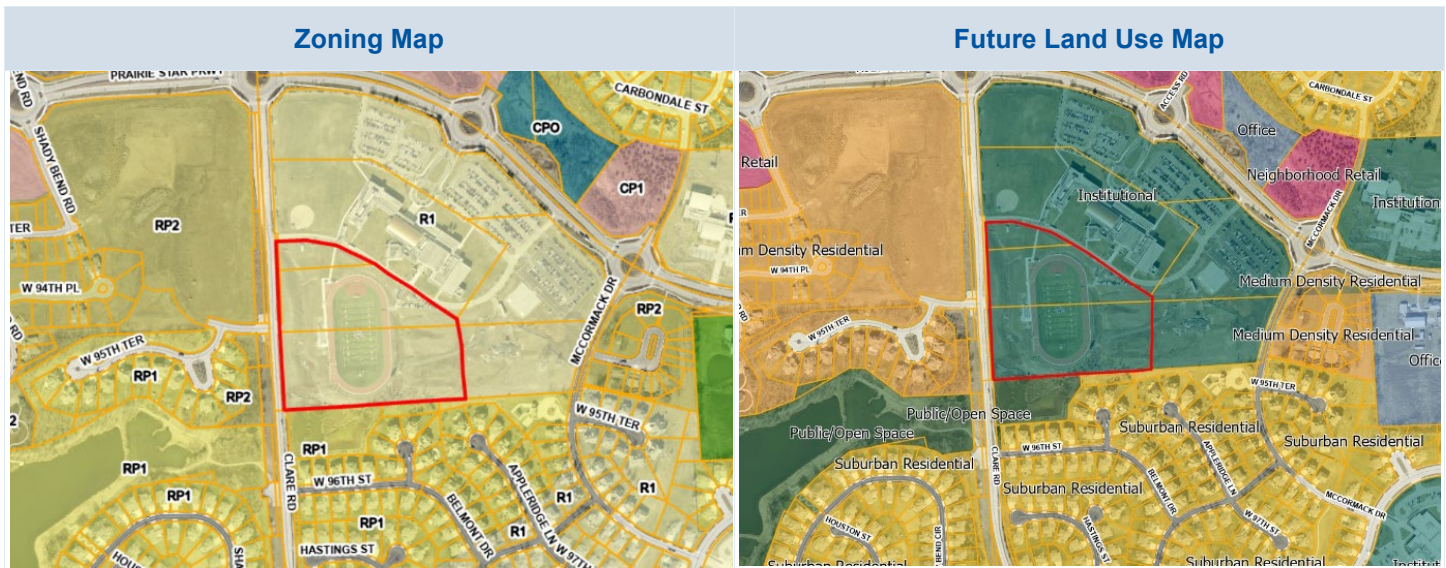 Zoning Map
Future Land Use Map
PRAIRIE STAR PKWY
CARBONDALE ST
SHADY BEND RD
CPO
CP1
RP2
R1
W 94TH PL
W 95TH TER
RP1
RP2
MCCORMACK DR
RP2
W 95TH TER
RP1
RP1
RP1
CLARE RD
W 96TH ST
RP1
HASTINGS ST
BELMONT DR
APPLERIDGE LN
R1
R1
W 97TH
ACCESS RD
CARBONDALE ST
Office
Retail
Neighborhood Retail
Institutional
MCCORMACK DR
Density Residential
W 94TH PL
Medium Density Residential
W 95TH TER
Medium Density Residential
Public/Open Space
Public/Open Space
W 95TH TER
Suburban Residential
Suburban Residential
Suburban Residential
W 96TH ST
CLARE RD
Suburban Residential
BELMONT DR
APPLERIDGE LN
W 97TH ST
MCCORMACK DR
HOUSTON ST
BEND CIR
HASTINGS ST
Suburban Residential
Suburban Residential